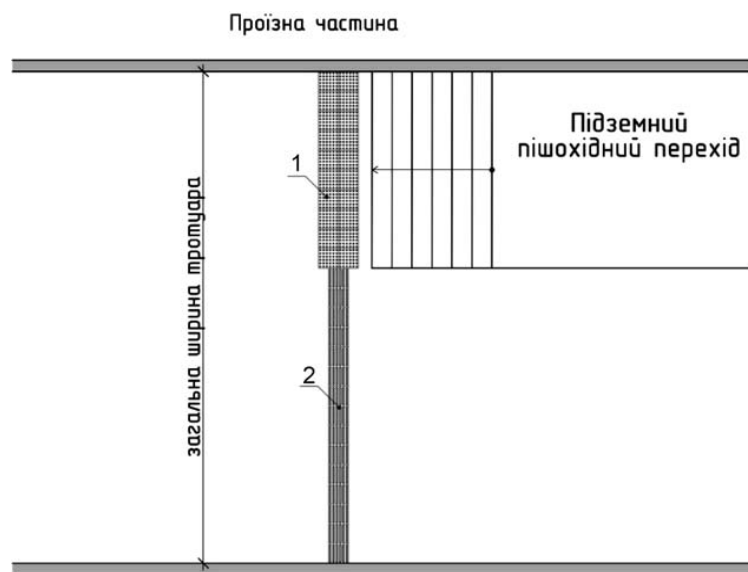 Проїзна частина
Підземний
пішохідний перехід
1
загальна ширина тротуара
2